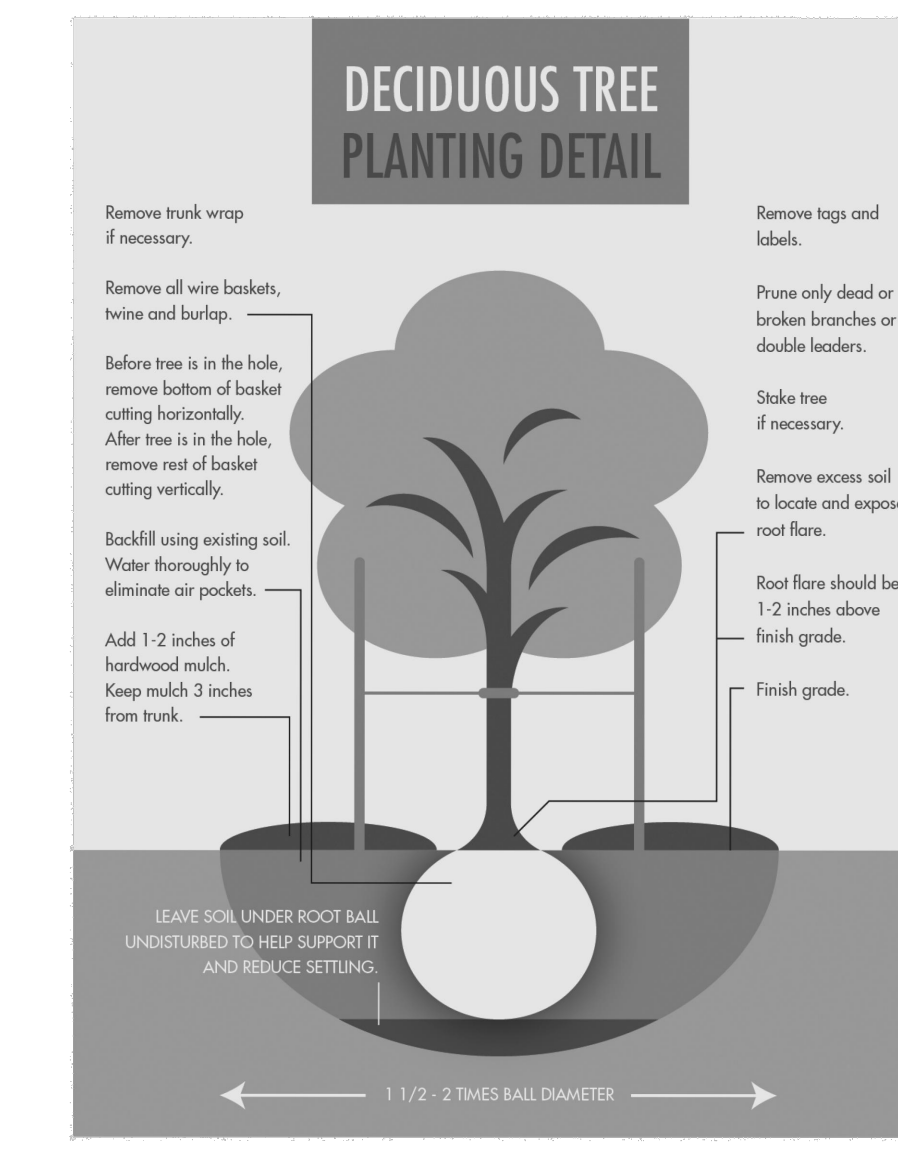 DECIDUOUS TREE
PLANTING DETAIL
Remove trunk wrap
if necessary.
Remove all wire baskets,
twine and burlap.
Before tree is in the hole,
remove bottom of basket
cutting horizontally.
After tree is in the hole,
remove rest of basket
cutting vertically.
Backfill using existing soil.
Water thoroughly to
eliminate air pockets.
Add 1-2 inches of
hardwood mulch.
Keep mulch 3 inches
from trunk.
Remove tags and
labels.
Prune only dead or
broken branches or
double leaders.
Stake tree
if necessary.
Remove excess soil
to locate and expose
root flare.
Root flare should be
1-2 inches above
finish grade.
Finish grade.
LEAVE SOIL UNDER ROOT BALL
UNDISTURBED TO HELP SUPPORT IT
AND REDUCE SETTLING.
1 1/2 - 2 TIMES BALL DIAMETER